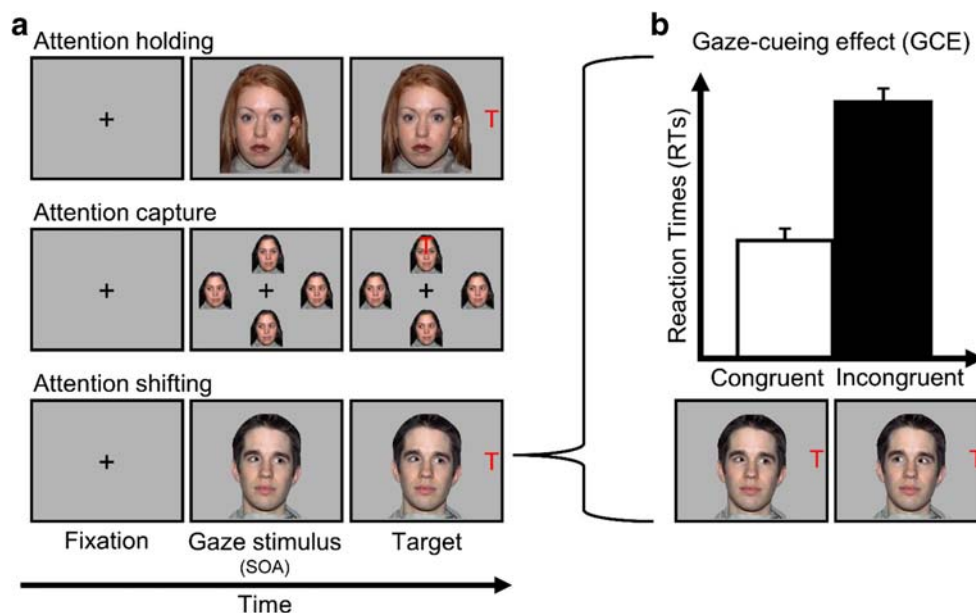 a
Attention holding
+
T
Attention capture
+
+
T
+
Attention shifting
+
T
Fixation
Gaze stimulus
(SOA)
Target
Time
b
Gaze-cueing effect (GCE)
Reaction Times (RTs)
Congruent
Incongruent
T
T